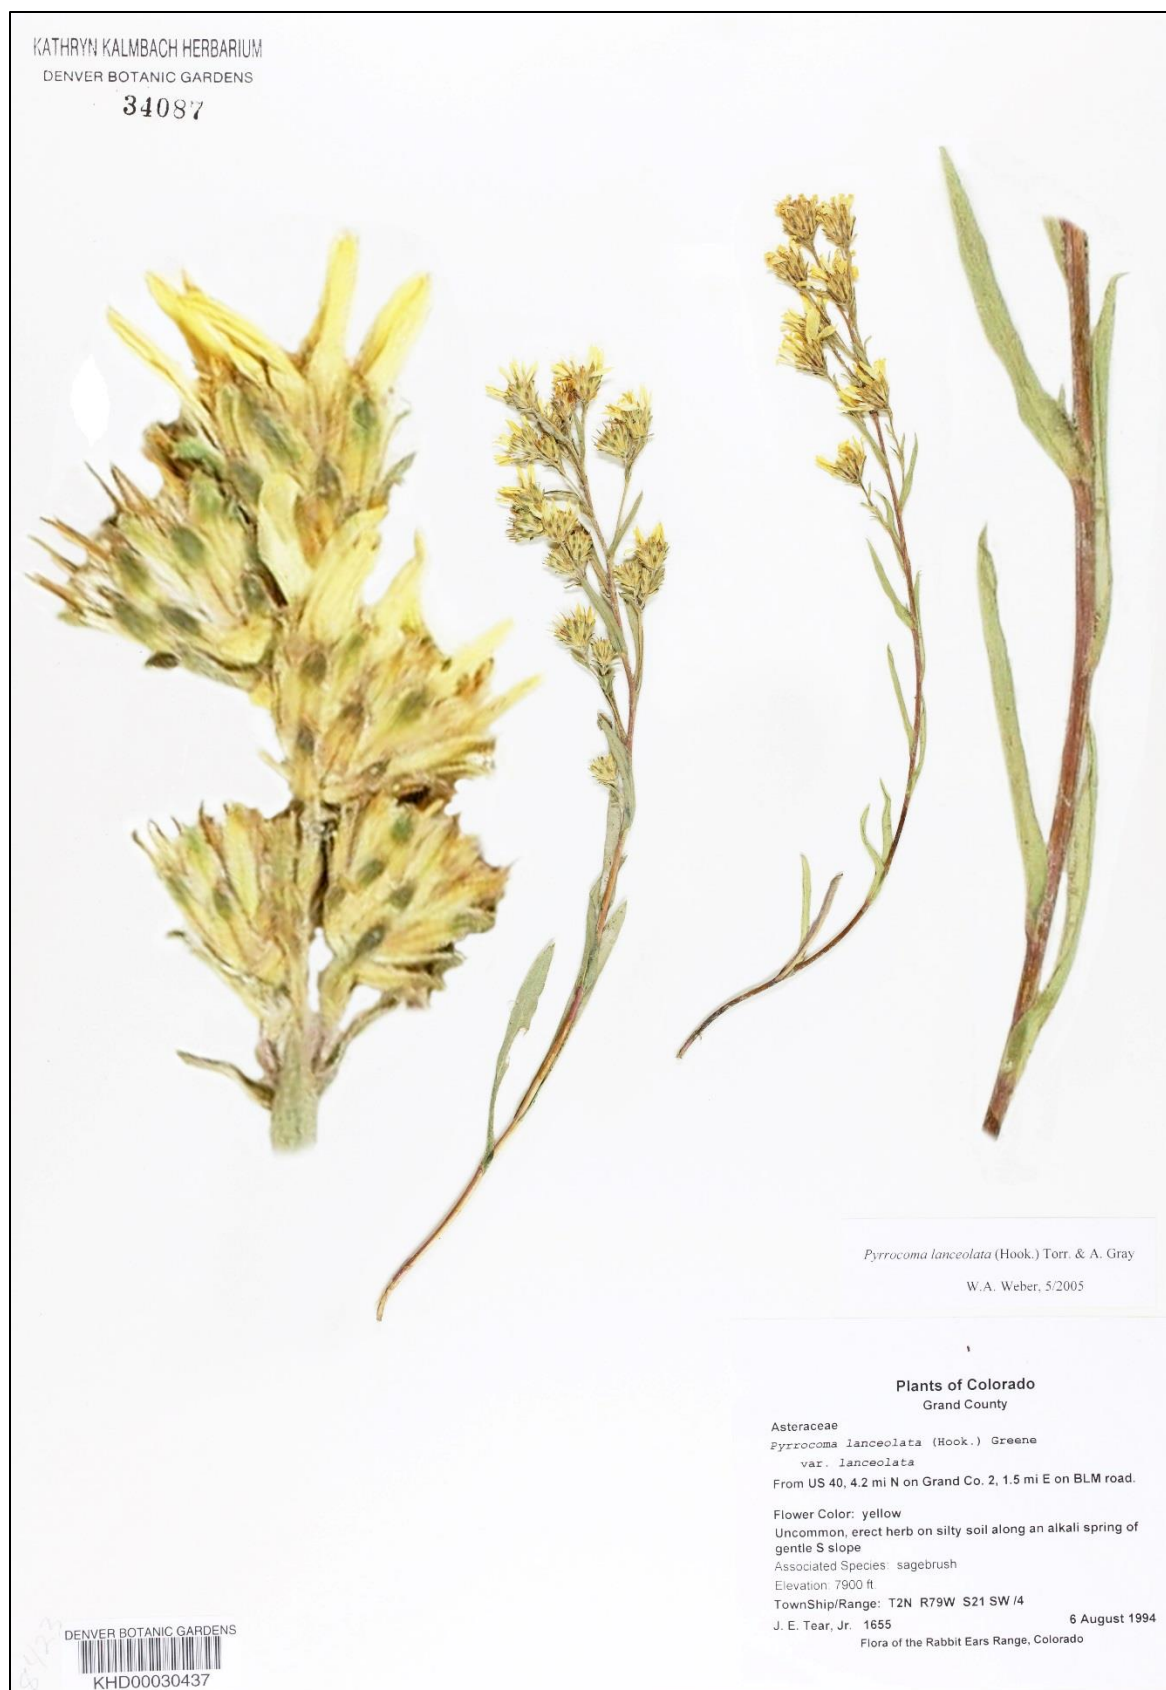 KATHRYN KALMBACH HERBARIUM
DENVER BOTANIC GARDENS
34087
Pyrrocoma lanceolata (Hook.) Torr. & A. Gray
W.A. Weber, 5/2005
Plants of Colorado
Grand County
Asteraceae
Pyrrocoma lanceolata (Hook.) Greene
var. lanceolata
From US 40, 4.2 mi N on Grand Co. 2, 1.5 mi E on BLM road.
Flower Color: yellow
Uncommon, erect herb on silty soil along an alkali spring of
gentle S slope
Associated Species: sagebrush
Elevation: 7900 ft.
TownShip/Range: T2N R79W S21 SW /4
J. E. Tear, Jr. 1655 6 August 1994
Flora of the Rabbit Ears Range, Colorado
DENVER BOTANIC GARDENS
KHD00030437